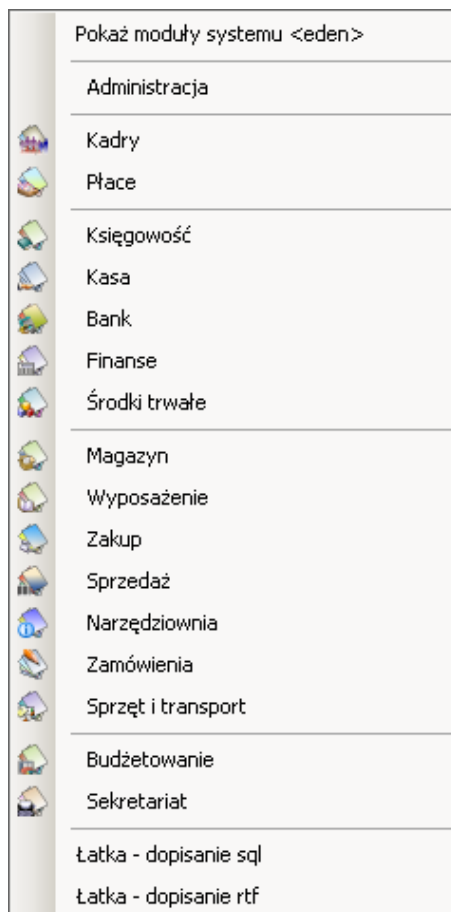 Pokaż moduły systemu <eden>
Administracja
Kadry
Płace
Księgowość
Kasa
Bank
Finanse
Środki trwałe
Magazyn
Wyposażenie
Zakup
Sprzedaż
Narzędziownia
Zamówienia
Sprzęt i transport
Budżetowanie
Sekretariat
Łatka - dopisanie sql
Łatka - dopisanie rtf